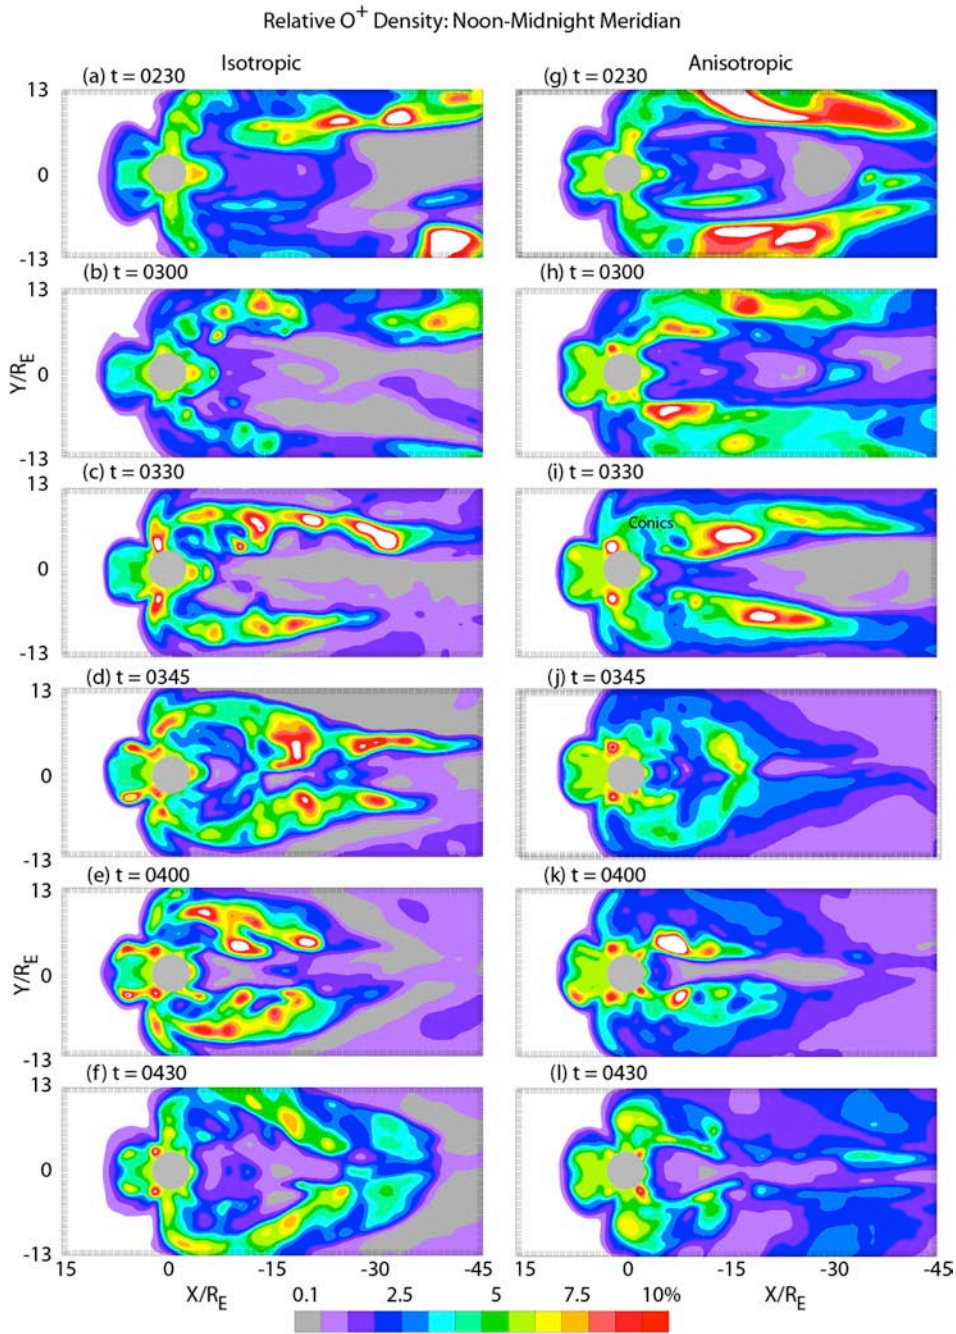 Relative O+ Density: Noon-Midnight Meridian
Isotropic
Anisotropic
(a) t = 0230
(g) t = 0230
13
0
-13
(b) t = 0300
(h) t = 0300
13
Y/RE
0
-13
(c) t = 0330
(i) t = 0330
13
Conics
0
-13
(d) t = 0345
(j) t = 0345
13
0
-13
(e) t = 0400
(k) t = 0400
13
Y/RE
0
-13
(f) t = 0430
(l) t = 0430
13
0
-13
15 0 -15 -30 -45 15 0 -15 -30 -45
X/RE X/RE
0.1 2.5 5 7.5 10%